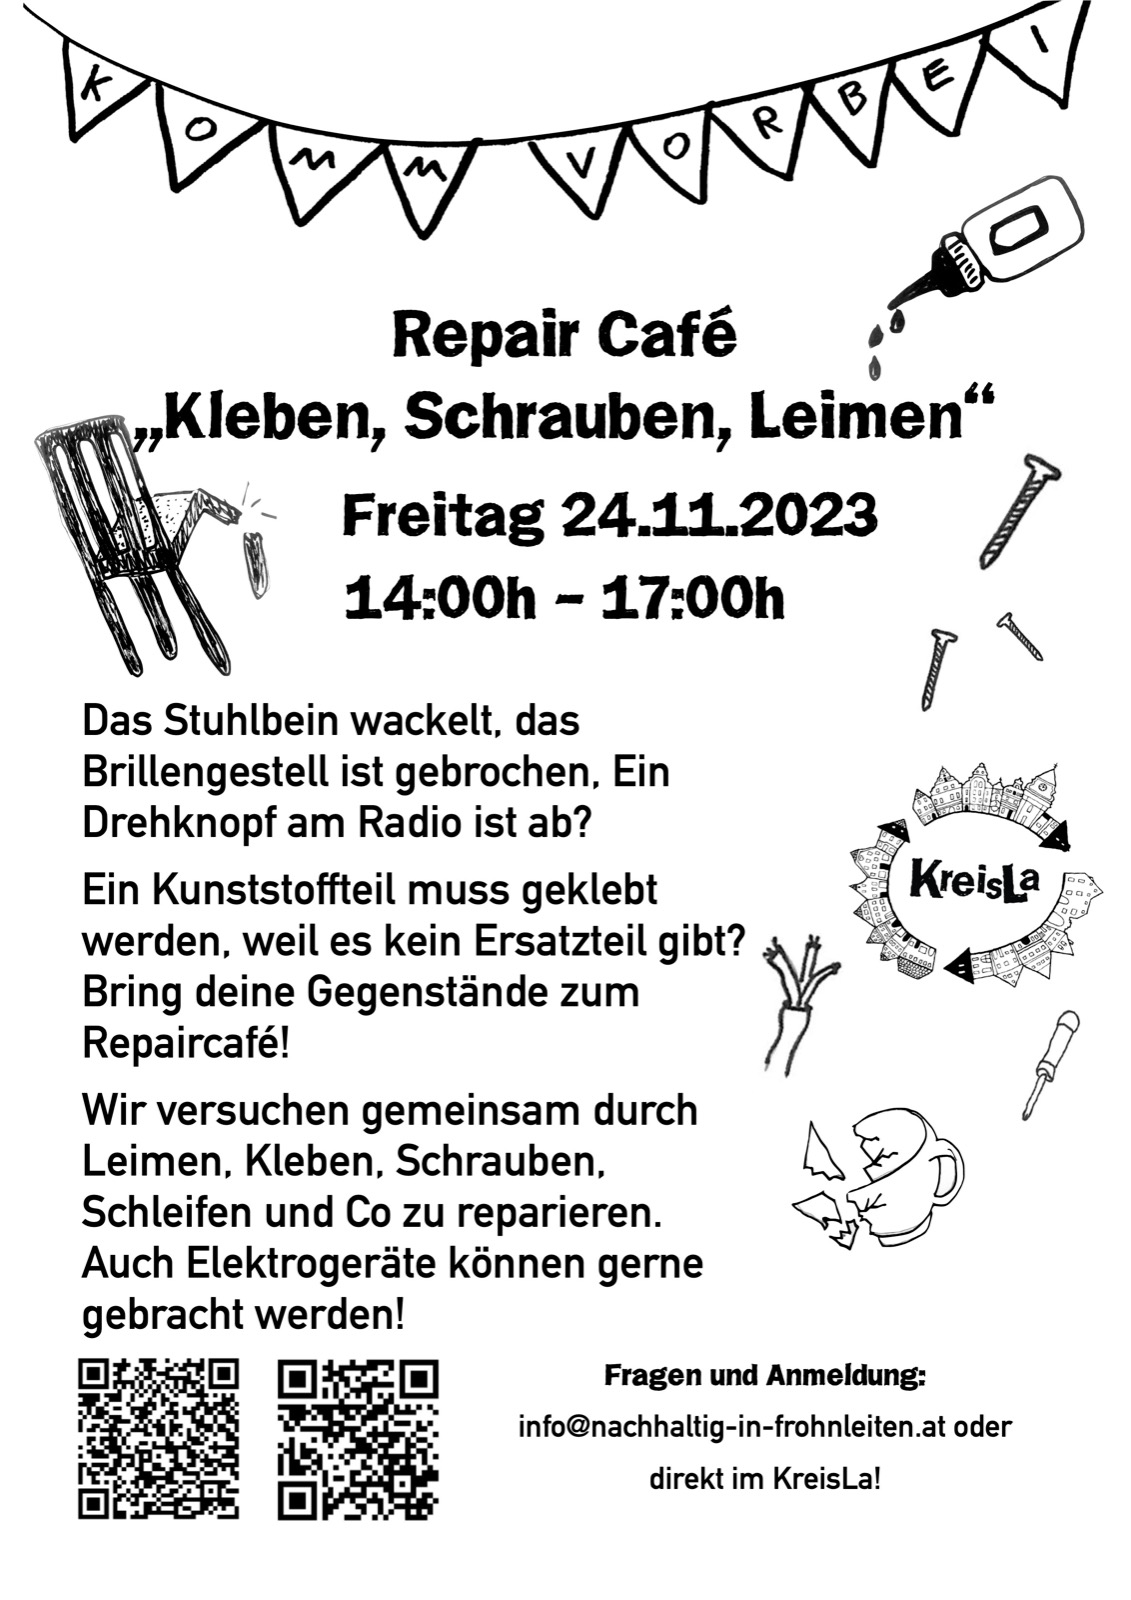 KOMM VORBEI
Repair Café
„Kleben, Schrauben, Leimen“
Freitag 24.11.2023
14:00h – 17:00h
Das Stuhlbein wackelt, das
Brillengestell ist gebrochen, Ein
Drehknopf am Radio ist ab?
Ein Kunststoffteil muss geklebt
werden, weil es kein Ersatzteil gibt?
Bring deine Gegenstände zum
Repaircafé!
KreisLa
Wir versuchen gemeinsam durch
Leimen, Kleben, Schrauben,
Schleifen und Co zu reparieren.
Auch Elektrogeräte können gerne
gebracht werden!
Fragen und Anmeldung:
info@nachhaltig-in-frohnleiten.at oder
direkt im KreisLa!